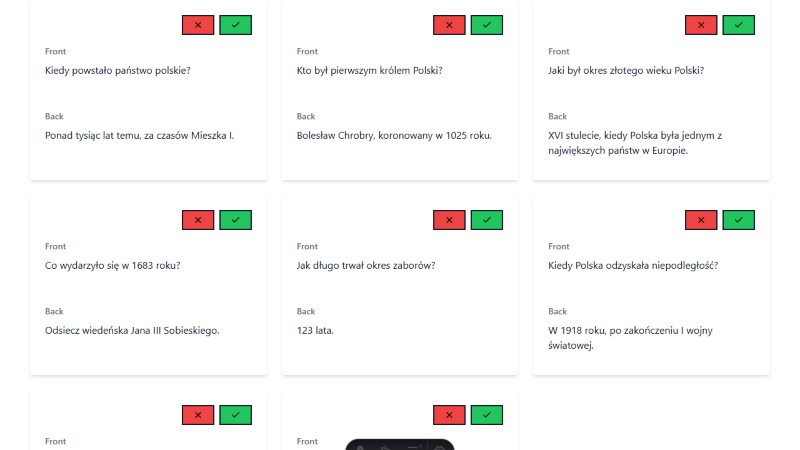 Front
Kiedy powstało państwo polskie?
Back
Ponad tysiąc lat temu, za czasów Mieszka I.
Front
Kto był pierwszym królem Polski?
Back
Bolesław Chrobry, koronowany w 1025 roku.
Front
Jaki był okres złotego wieku Polski?
Back
XVI stulecie, kiedy Polska była jednym z
największych państw w Europie.
Front
Co wydarzyło się w 1683 roku?
Back
Odsiecz wiedeńska Jana III Sobieskiego.
Front
Jak długo trwał okres zaborów?
Back
123 lata.
Front
Kiedy Polska odzyskała niepodległość?
Back
W 1918 roku, po zakończeniu I wojny
światowej.
Front
Front